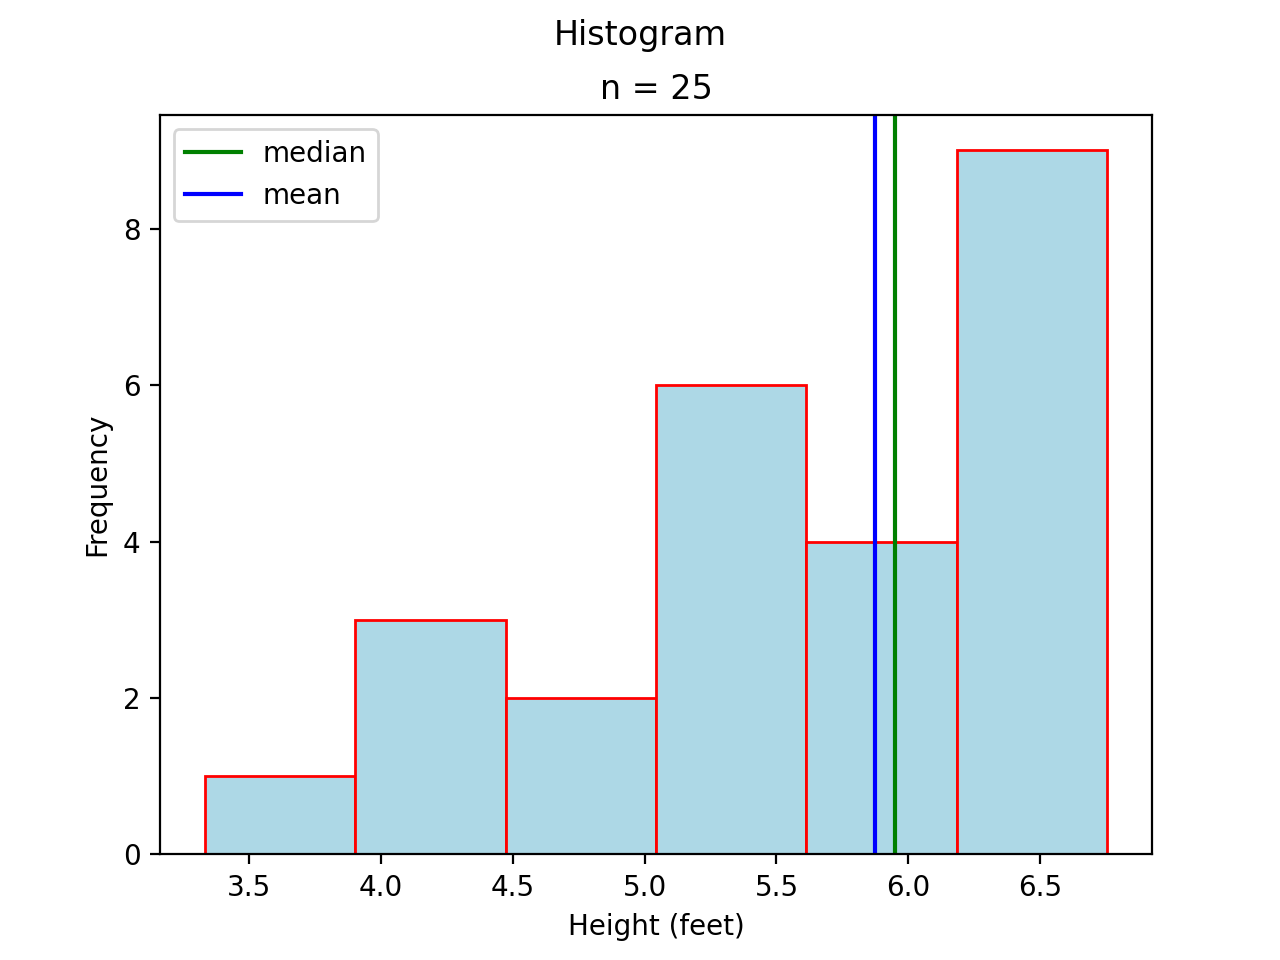 Histogram
n = 25
median
mean
8
6
4
2
0
Frequency
3.5 4.0 4.5 5.0 5.5 6.0 6.5
Height (feet)